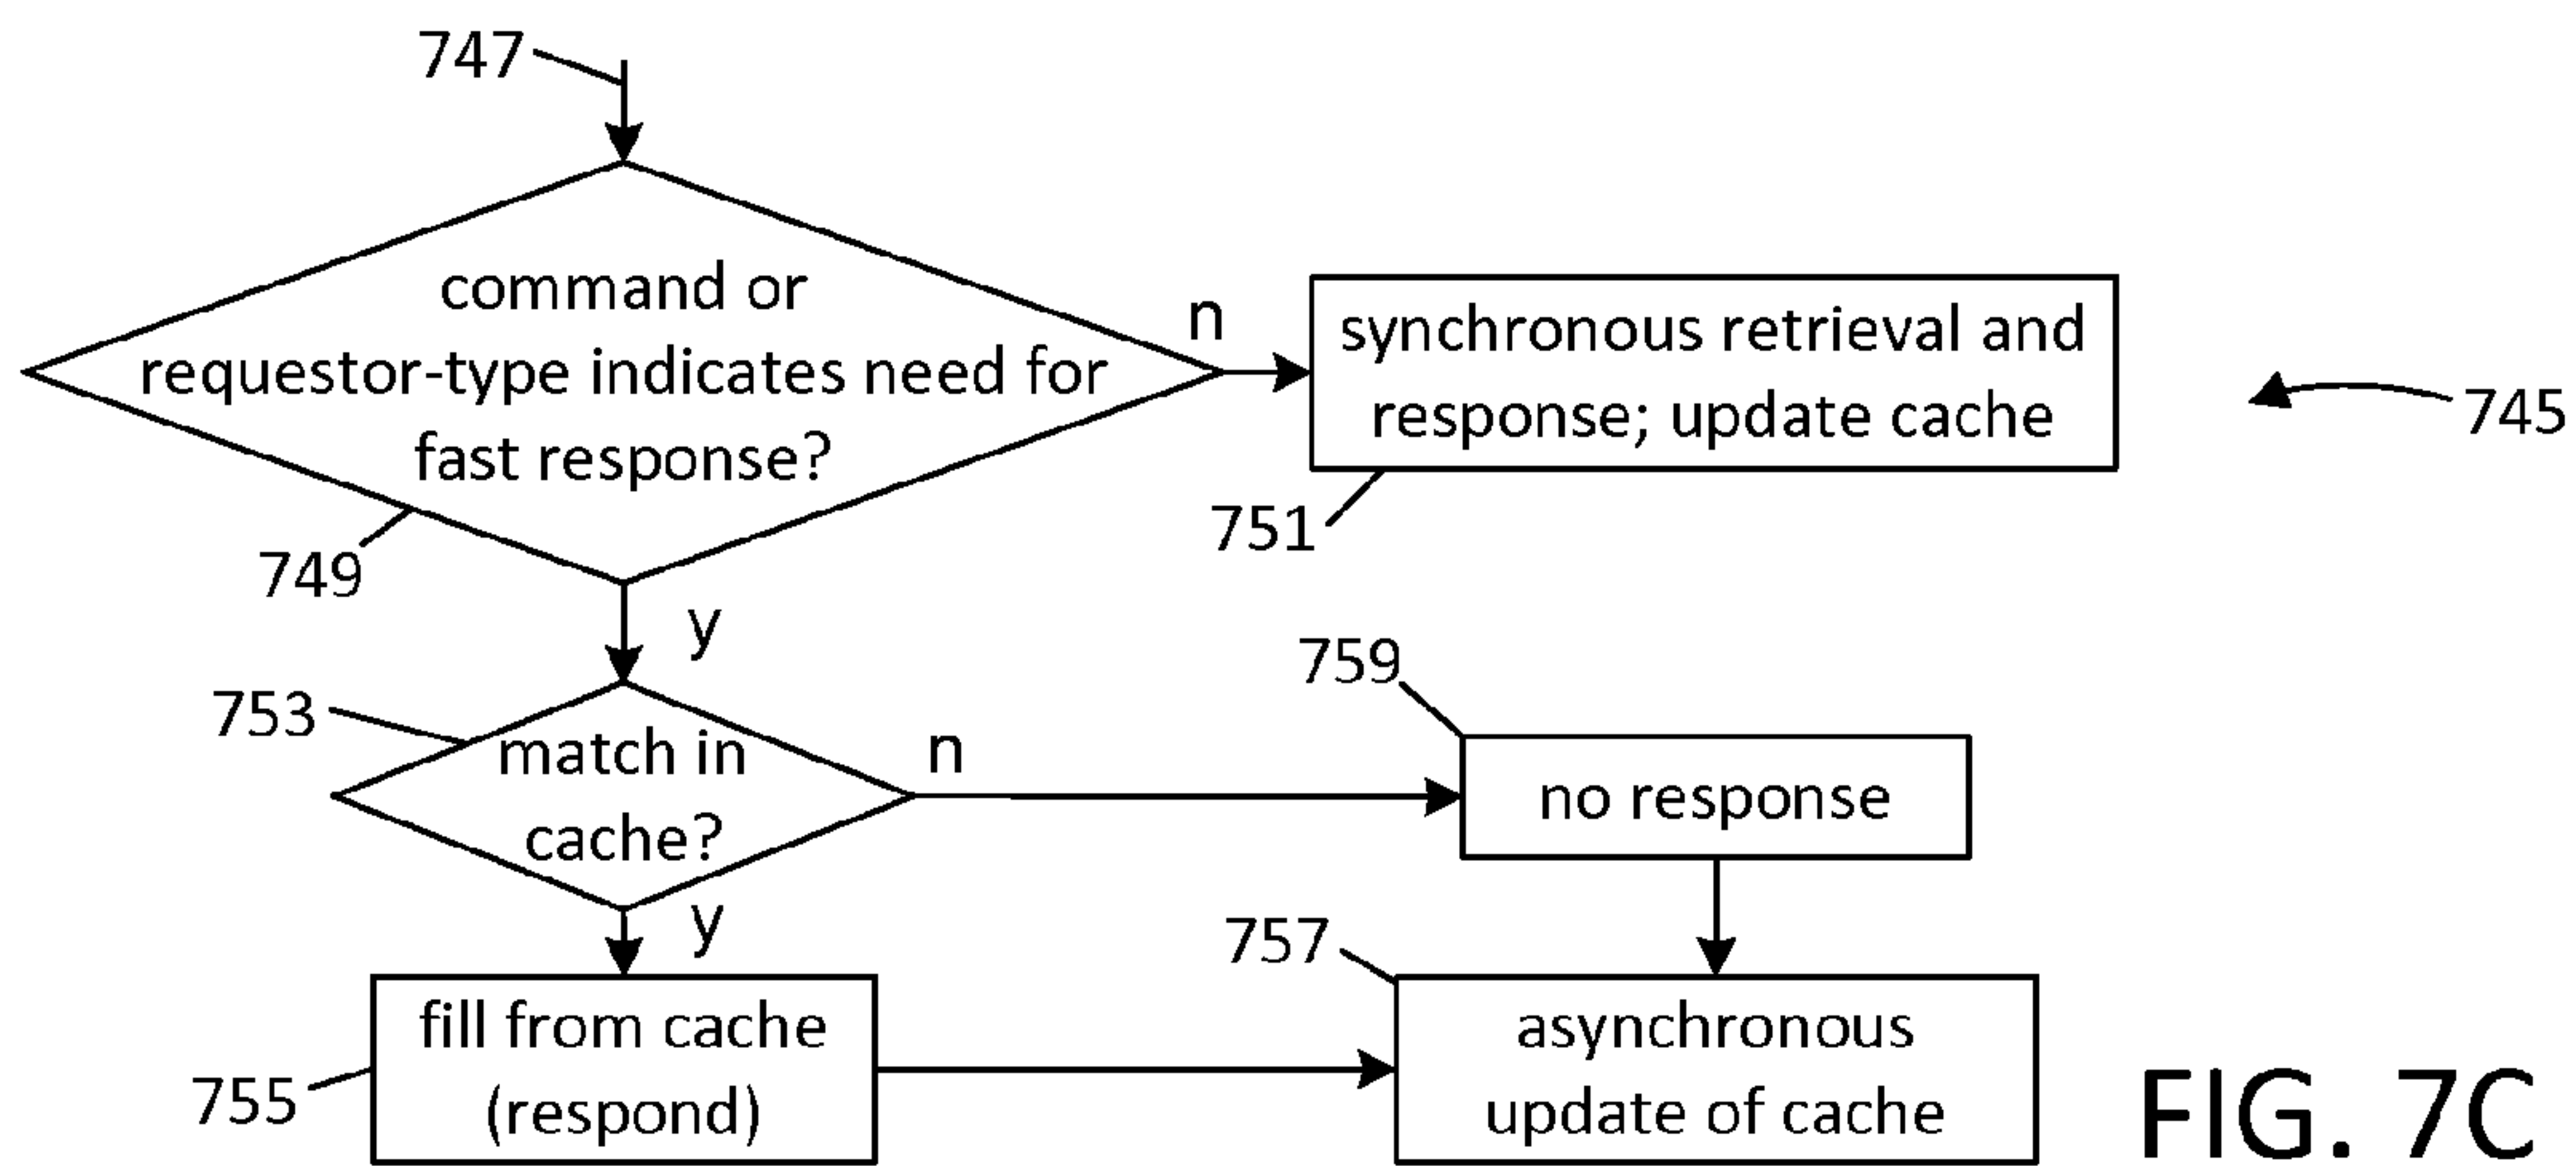 747
command or
requestor-type indicates need for
fast response?
n
synchronous retrieval and
response; update cache
745
749
751
y
753
match in
cache?
n
759
no response
y
757
755
fill from cache
(respond)
asynchronous
update of cache
FIG. 7C